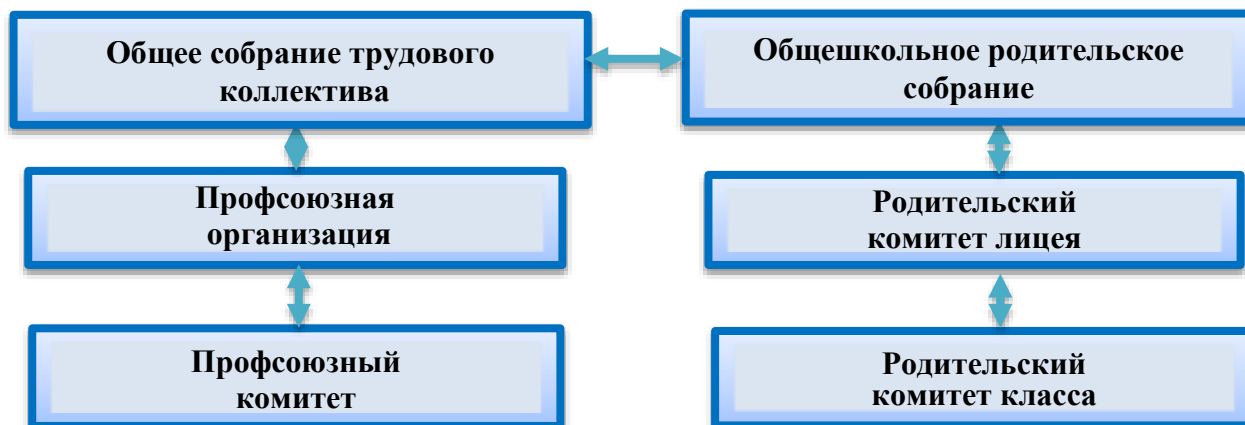 Общее собрание трудового
коллектива
Общешкольное родительское
собрание
Профсоюзная
организация
Родительский
комитет лицея
Профсоюзный
комитет
Родительский
комитет класса